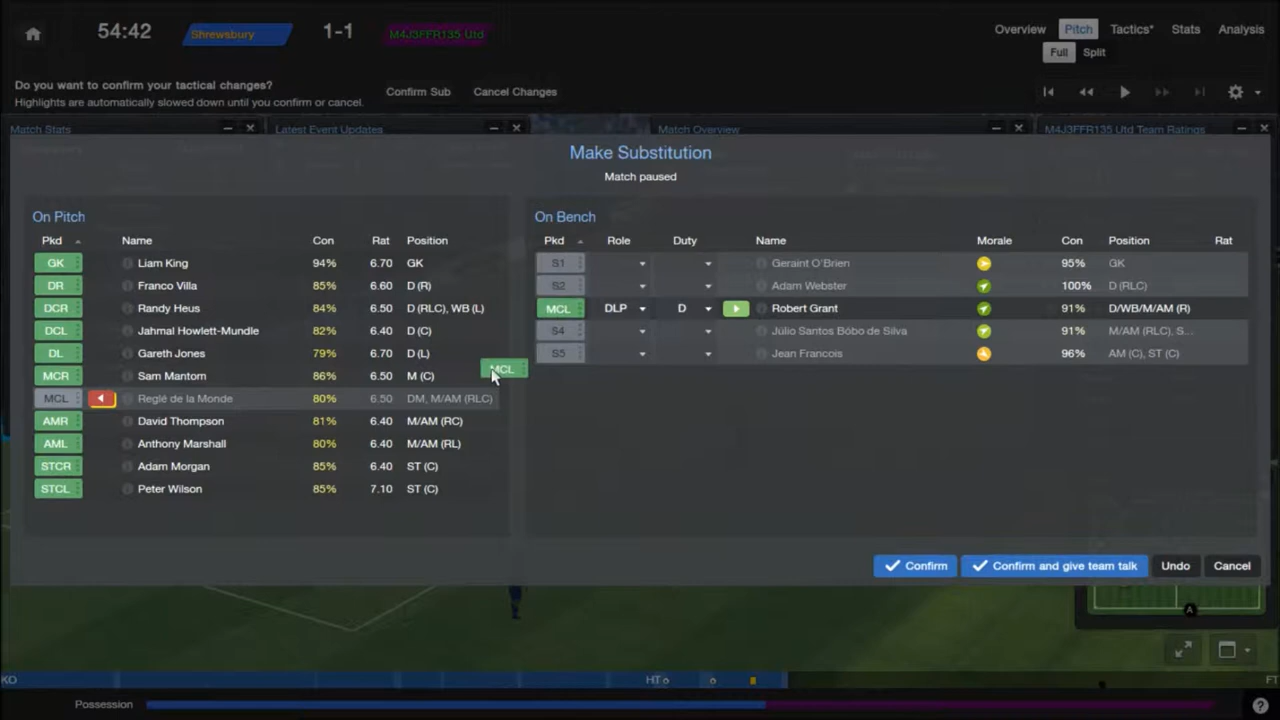 54:42 Shrewsbury 1-1 M4J3FFR135 Utd
Overview Pitch Tactics* Stats Analysis
Full Split
Do you want to confirm your tactical changes?
Highlights are automatically slowed down until you confirm or cancel.
Confirm Sub Cancel Changes
Match Stats Latest Event Updates Match Overview M4J3FFR135 Utd Team Ratings
Make Substitution
Match paused
On Pitch
Pkd Name Con Rat Position
GK Liam King 94% 6.70 GK
DR Franco Villa 85% 6.60 D (R)
DCR Randy Heus 84% 6.50 D (RLC), WB (L)
DCL Jahmal Howlett-Mundle 82% 6.40 D (C)
DL Gareth Jones 79% 6.70 D (L)
MCR Sam Mantom 86% 6.50 M (C)
MCL
MCL Reglé de la Monde 80% 6.50 DM, M/AM (RLC)
AMR David Thompson 81% 6.40 M/AM (RC)
AML Anthony Marshall 80% 6.40 M/AM (RL)
STCR Adam Morgan 85% 6.40 ST (C)
STCL Peter Wilson 85% 7.10 ST (C)
On Bench
Pkd Role Duty Name Morale Con Position Rat
S1 Geraint O'Brien 95% GK
S2 Adam Webster 100% D (RLC)
MCL DLP D Robert Grant 91% D/WB/M/AM (R)
S4 Júlio Santos Bóbo de Silva 91% M/AM (RLC), S...
S5 Jean Francois 96% AM (C), ST (C)
Confirm Confirm and give team talk Undo Cancel
A
KO HT FT
Possession ?